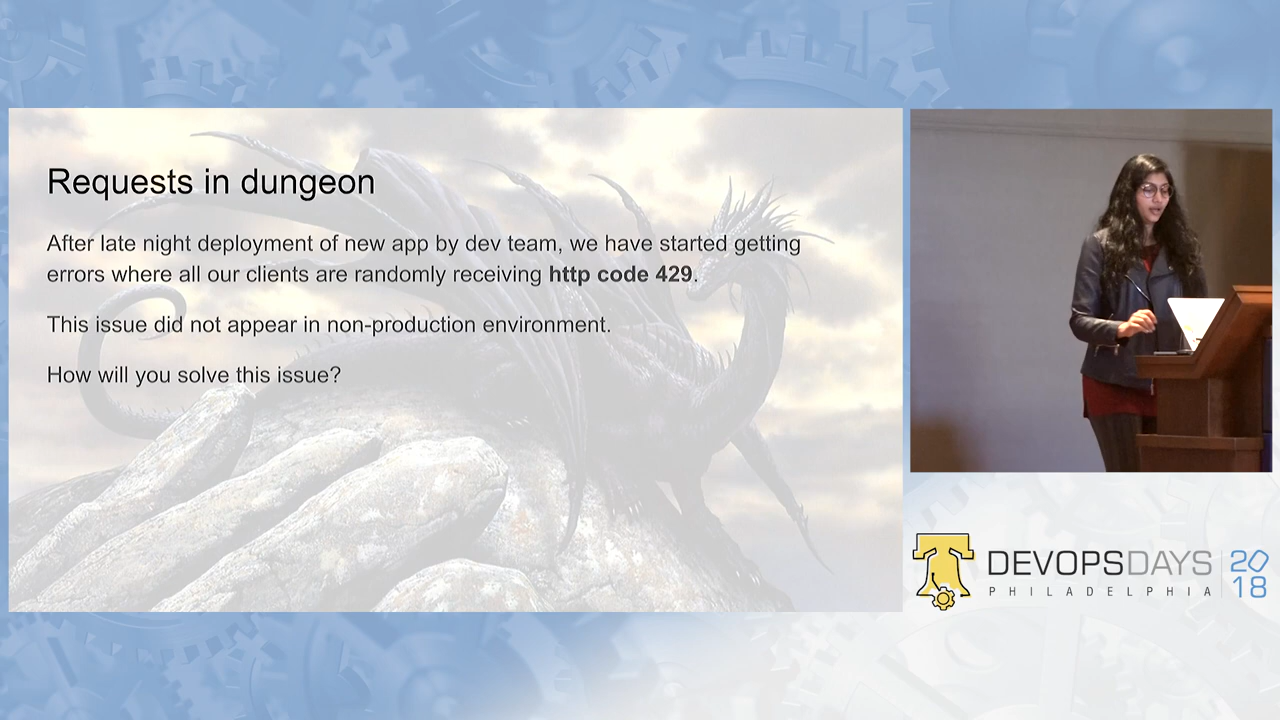 Requests in dungeon
After late night deployment of new app by dev team, we have started getting
errors where all our clients are randomly receiving http code 429.
This issue did not appear in non-production environment.
How will you solve this issue?
DEVOPSDAYS
PHILADELPHIA
20
18